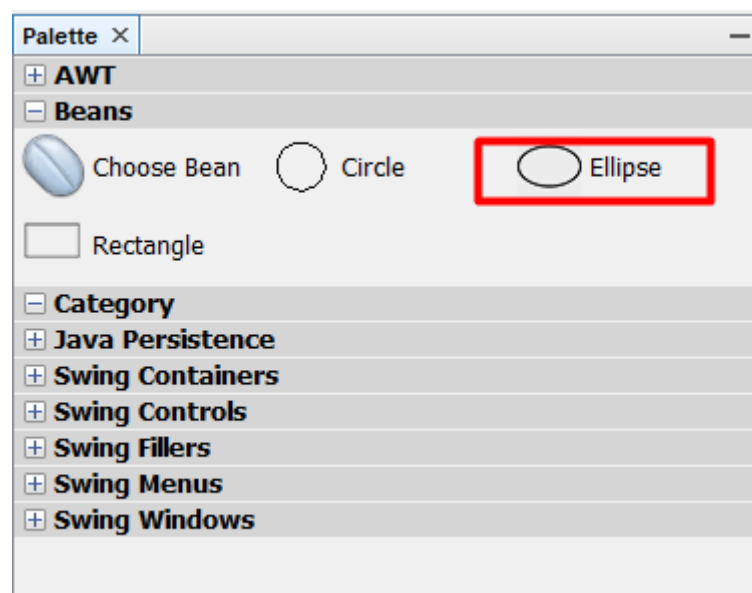 Palette
AWT
Beans
Choose Bean Circle Ellipse
Rectangle
Category
Java Persistence
Swing Containers
Swing Controls
Swing Fillers
Swing Menus
Swing Windows